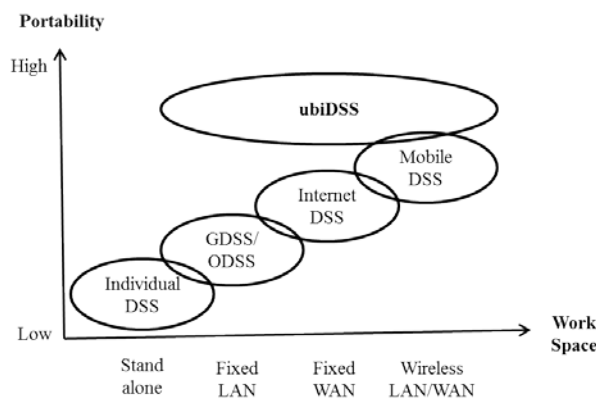 Portability
High
ubiDSS
Mobile
DSS
Internet
DSS
GDSS/
ODSS
Individual
DSS
Low
Work
Space
Stand
alone
Fixed
LAN
Fixed
WAN
Wireless
LAN/WAN